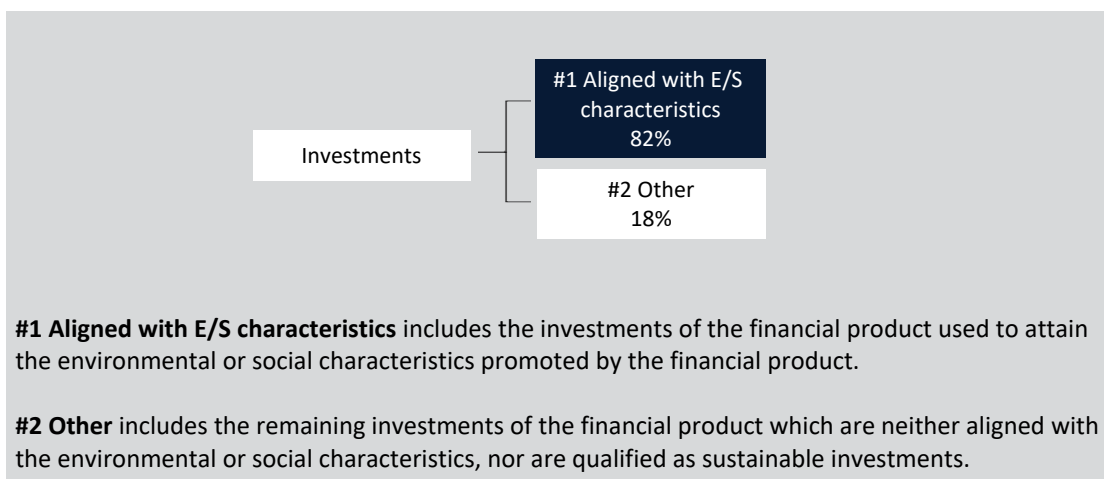 #1 Aligned with E/S
characteristics
82%
Investments
#2 Other
18%
#1 Aligned with E/S characteristics includes the investments of the financial product used to attain
the environmental or social characteristics promoted by the financial product.
#2 Other includes the remaining investments of the financial product which are neither aligned with
the environmental or social characteristics, nor are qualified as sustainable investments.